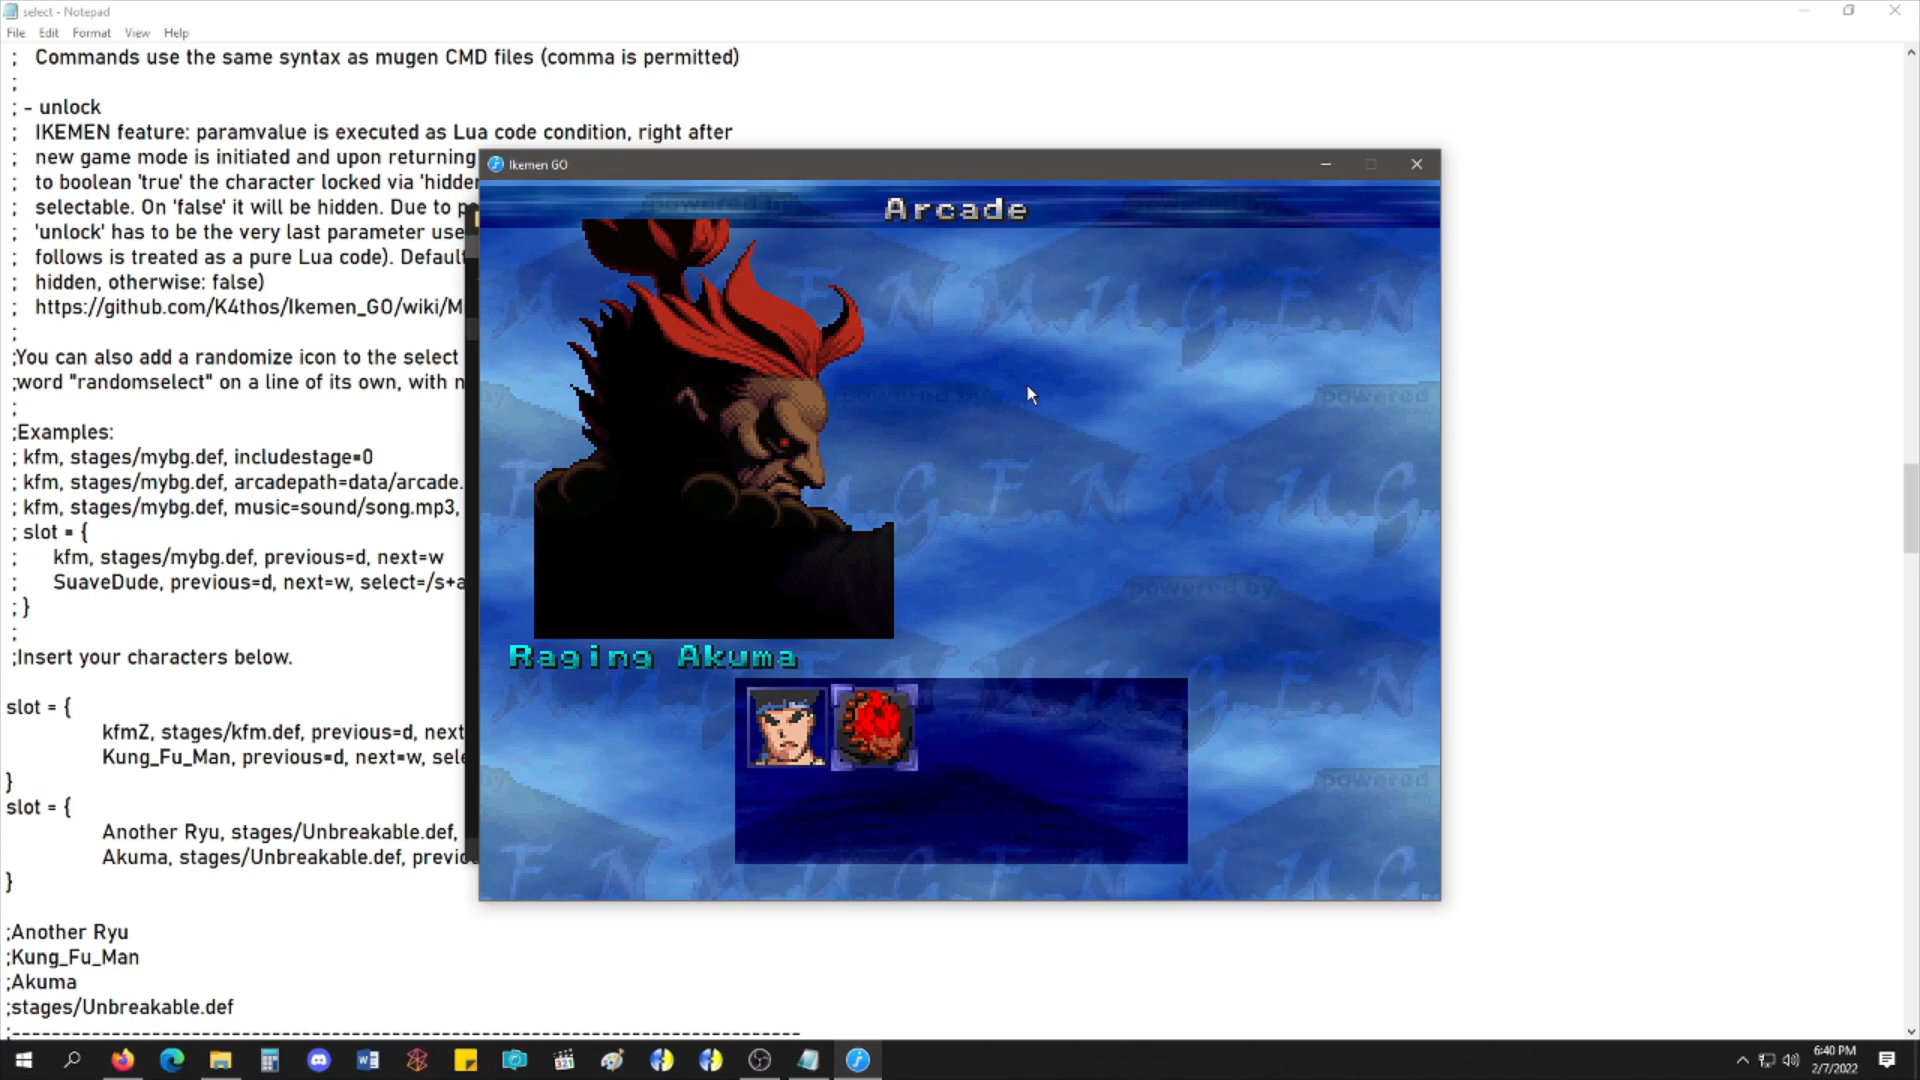 select - Notepad
File Edit Format View Help
; Commands use the same syntax as mugen CMD files (comma is permitted)
;
; - unlock
; IKEMEN feature: paramvalue is executed as Lua code condition, right after
; new game mode is initiated and upon returning
; to boolean 'true' the character locked via 'hidden
; selectable. On 'false' it will be hidden. Due to
; 'unlock' has to be the very last parameter use
; follows is treated as a pure Lua code). Default
; hidden, otherwise: false)
; https://github.com/K4thos/Ikemen_GO/wiki/M
;
;You can also add a randomize icon to the select
;word "randomselect" on a line of its own, with n
;
;Examples:
; kfm, stages/mybg.def, includestage=0
; kfm, stages/mybg.def, arcadepath=data/arcade.
; kfm, stages/mybg.def, music=sound/song.mp3,
; slot = {
; kfm, stages/mybg.def, previous=d, next=w
; SuaveDude, previous=d, next=w, select=/s+a
; }
;
;Insert your characters below.
slot = {
kfmZ, stages/kfm.def, previous=d, next
Kung_Fu_Man, previous=d, next=w, sele
}
slot = {
Another Ryu, stages/Unbreakable.def,
Akuma, stages/Unbreakable.def, previo
}
;Another Ryu
;Kung_Fu_Man
;Akuma
;stages/Unbreakable.def
;-------------------------------------------------------------------------------
Ikemen GO
Arcade
powered by
M.U.G.E.N
Raging Akuma
6:40 PM
2/7/2022